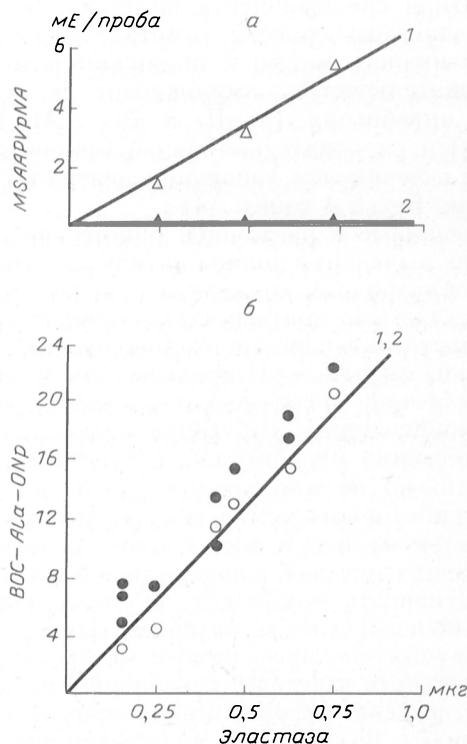 мЕ/проба
а
6
4
2
MSAAPVpNA
1
2
б
24
20
16
12
8
4
BOC-Ala-ONp
1,2
0,25
0,5
0,75
1,0
мкг
Эластаза